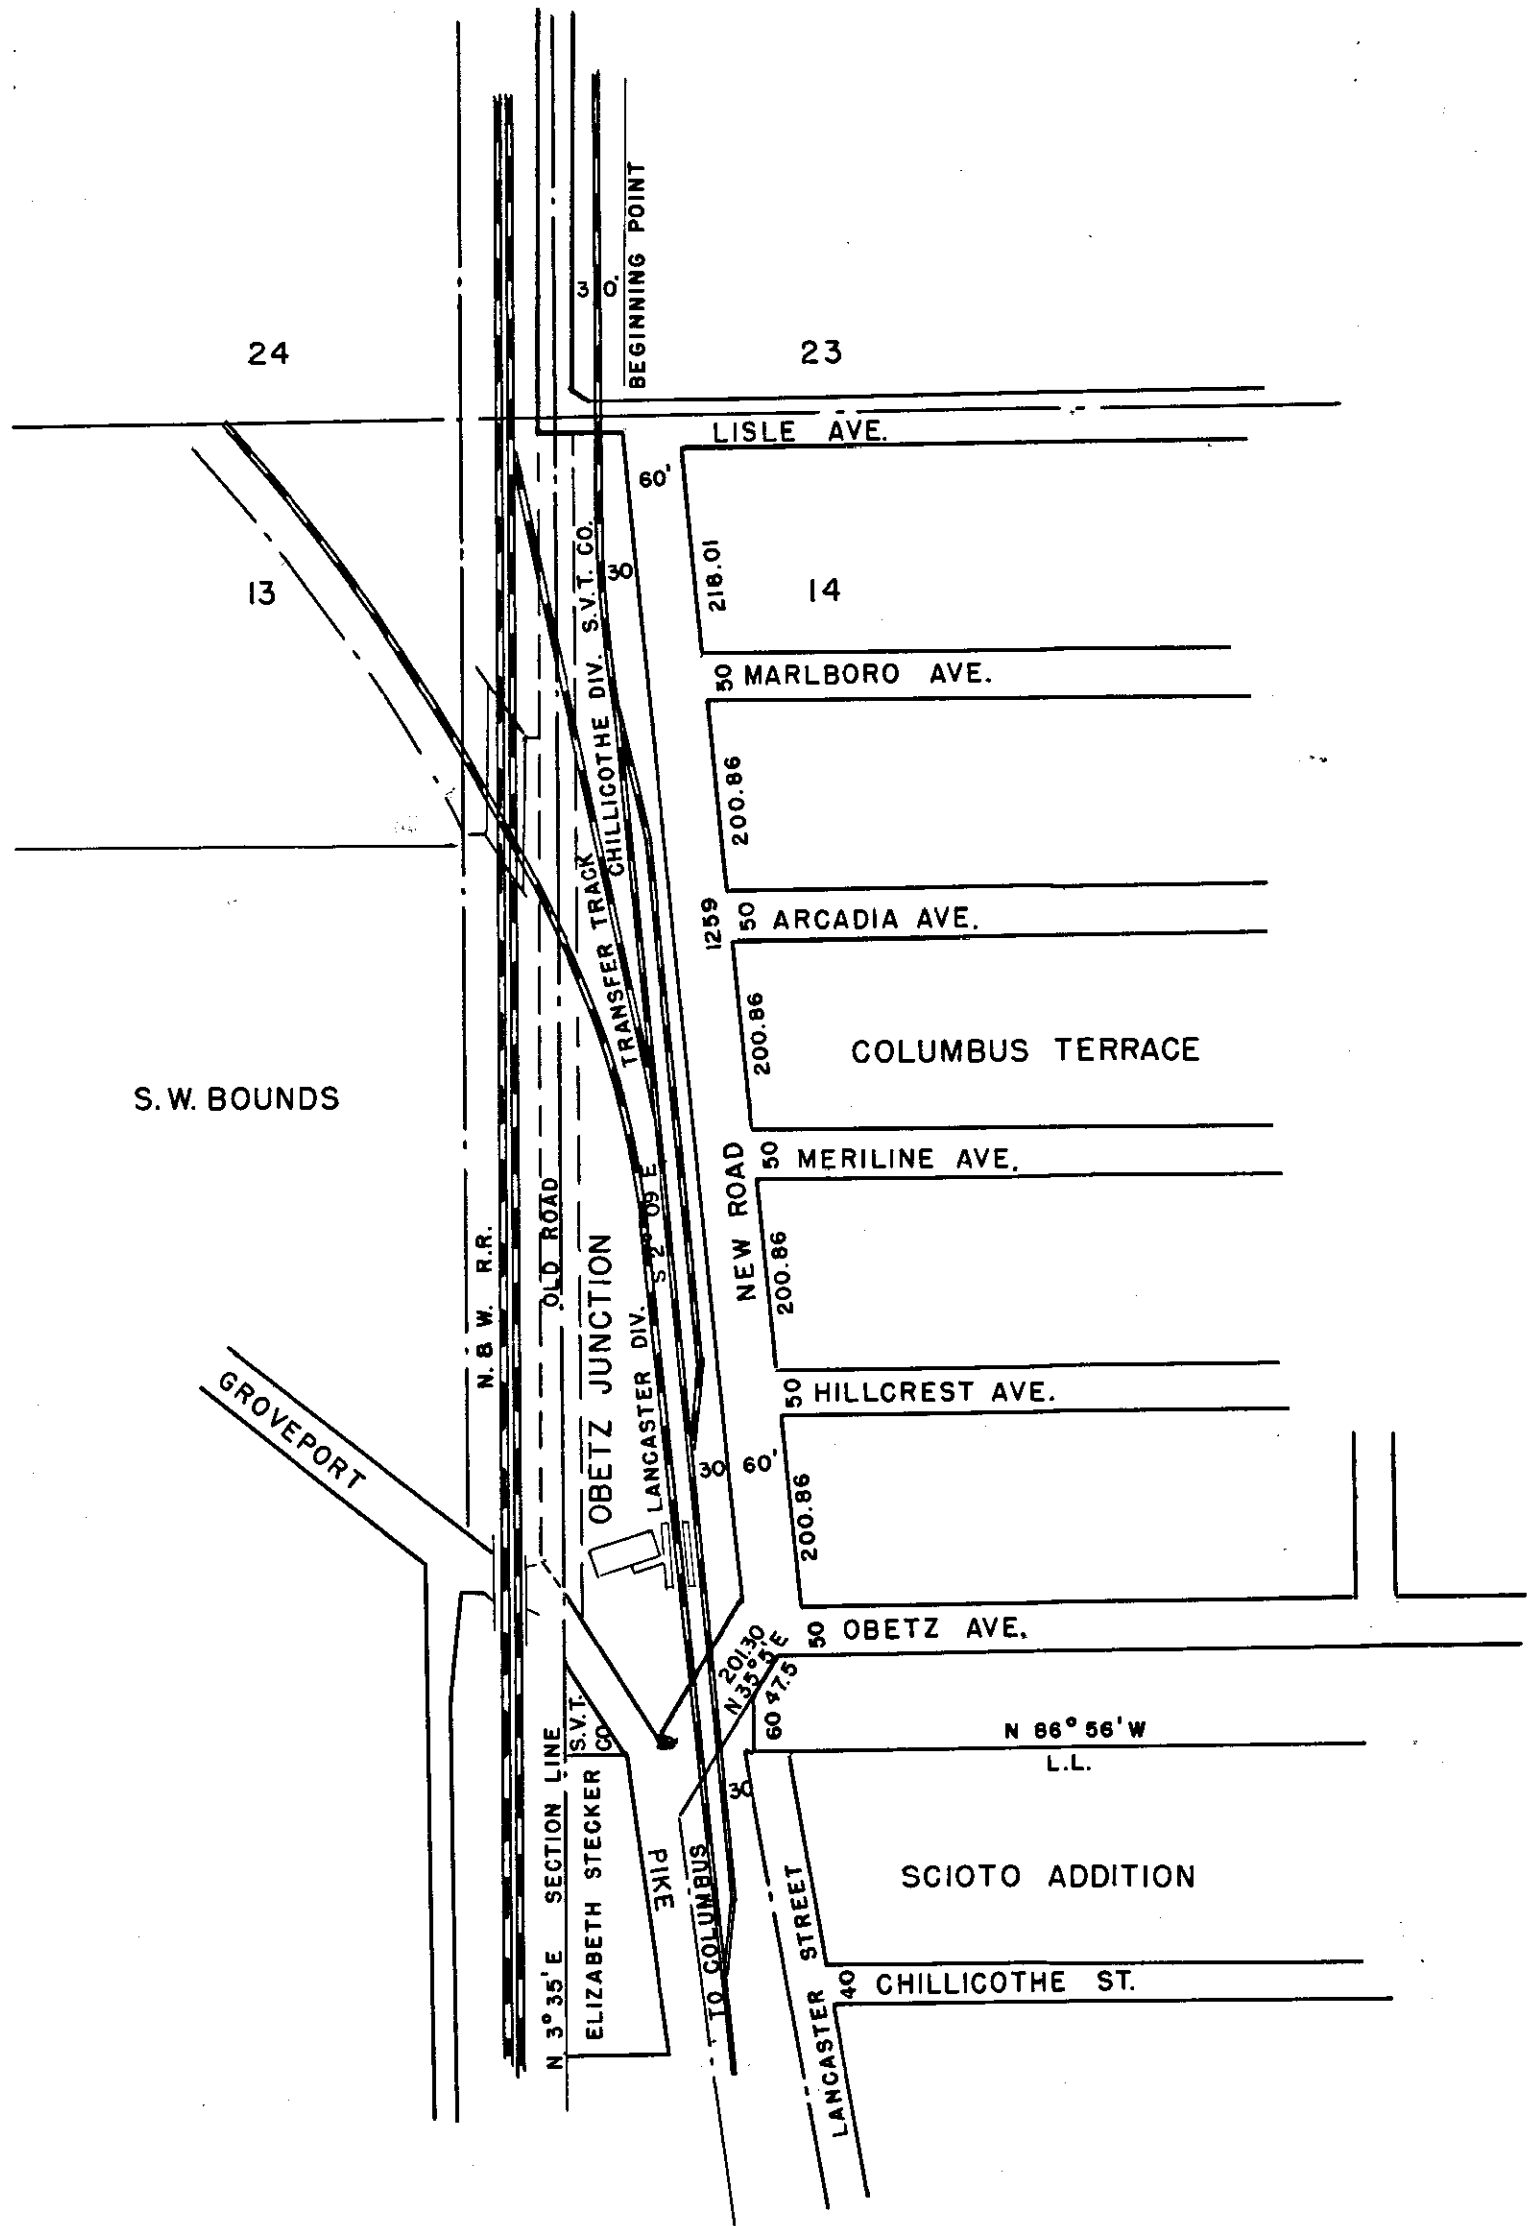 BEGINNING POINT
30.
24
23
LISLE AVE.
60'
13
30
218.01
14
50
MARLBORO AVE.
CHILLICOTHE DIV. S.V.T. CO.
200.86
TRANSFER TRACK
1259
50
ARCADIA AVE.
200.86
COLUMBUS TERRACE
S.W. BOUNDS
50
MERILINE AVE.
S 2° 09 E
OLD ROAD
NEW ROAD
200.86
N. & W. R.R.
OBETZ JUNCTION
LANCASTER DIV.
GROVEPORT
50
HILLCREST AVE.
30
60'
200.86
50
OBETZ AVE.
201.30
N 35° 5' E
47.5
60
N 86° 56' W
L.L.
S.V.T.
CO.
30
N 3° 35' E SECTION LINE
ELIZABETH STECKER
PIKE
TO COLUMBUS
SCIOTO ADDITION
LANCASTER STREET
40
CHILLICOTHE ST.